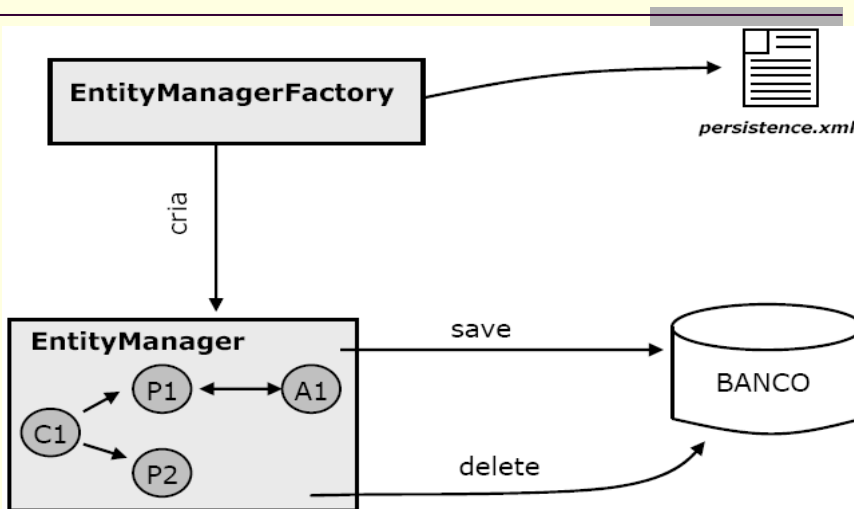 EntityManagerFactory
persistence.xml
cria
EntityManager
save
P1
A1
BANCO
C1
P2
delete